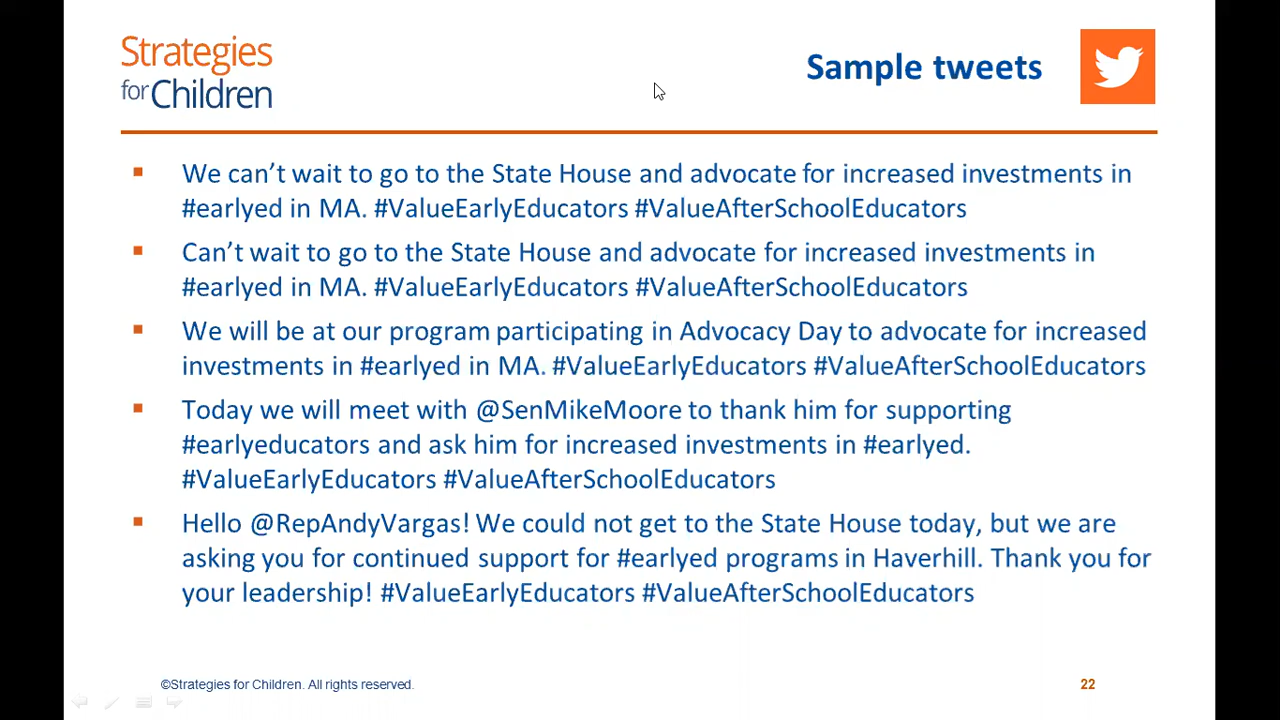 Strategies
for Children
Sample tweets
We can’t wait to go to the State House and advocate for increased investments in
#earlyed in MA. #ValueEarlyEducators #ValueAfterSchoolEducators
Can’t wait to go to the State House and advocate for increased investments in
#earlyed in MA. #ValueEarlyEducators #ValueAfterSchoolEducators
We will be at our program participating in Advocacy Day to advocate for increased
investments in #earlyed in MA. #ValueEarlyEducators #ValueAfterSchoolEducators
Today we will meet with @SenMikeMoore to thank him for supporting
#earlyeducators and ask him for increased investments in #earlyed.
#ValueEarlyEducators #ValueAfterSchoolEducators
Hello @RepAndyVargas! We could not get to the State House today, but we are
asking you for continued support for #earlyed programs in Haverhill. Thank you for
your leadership! #ValueEarlyEducators #ValueAfterSchoolEducators
©Strategies for Children. All rights reserved.
22